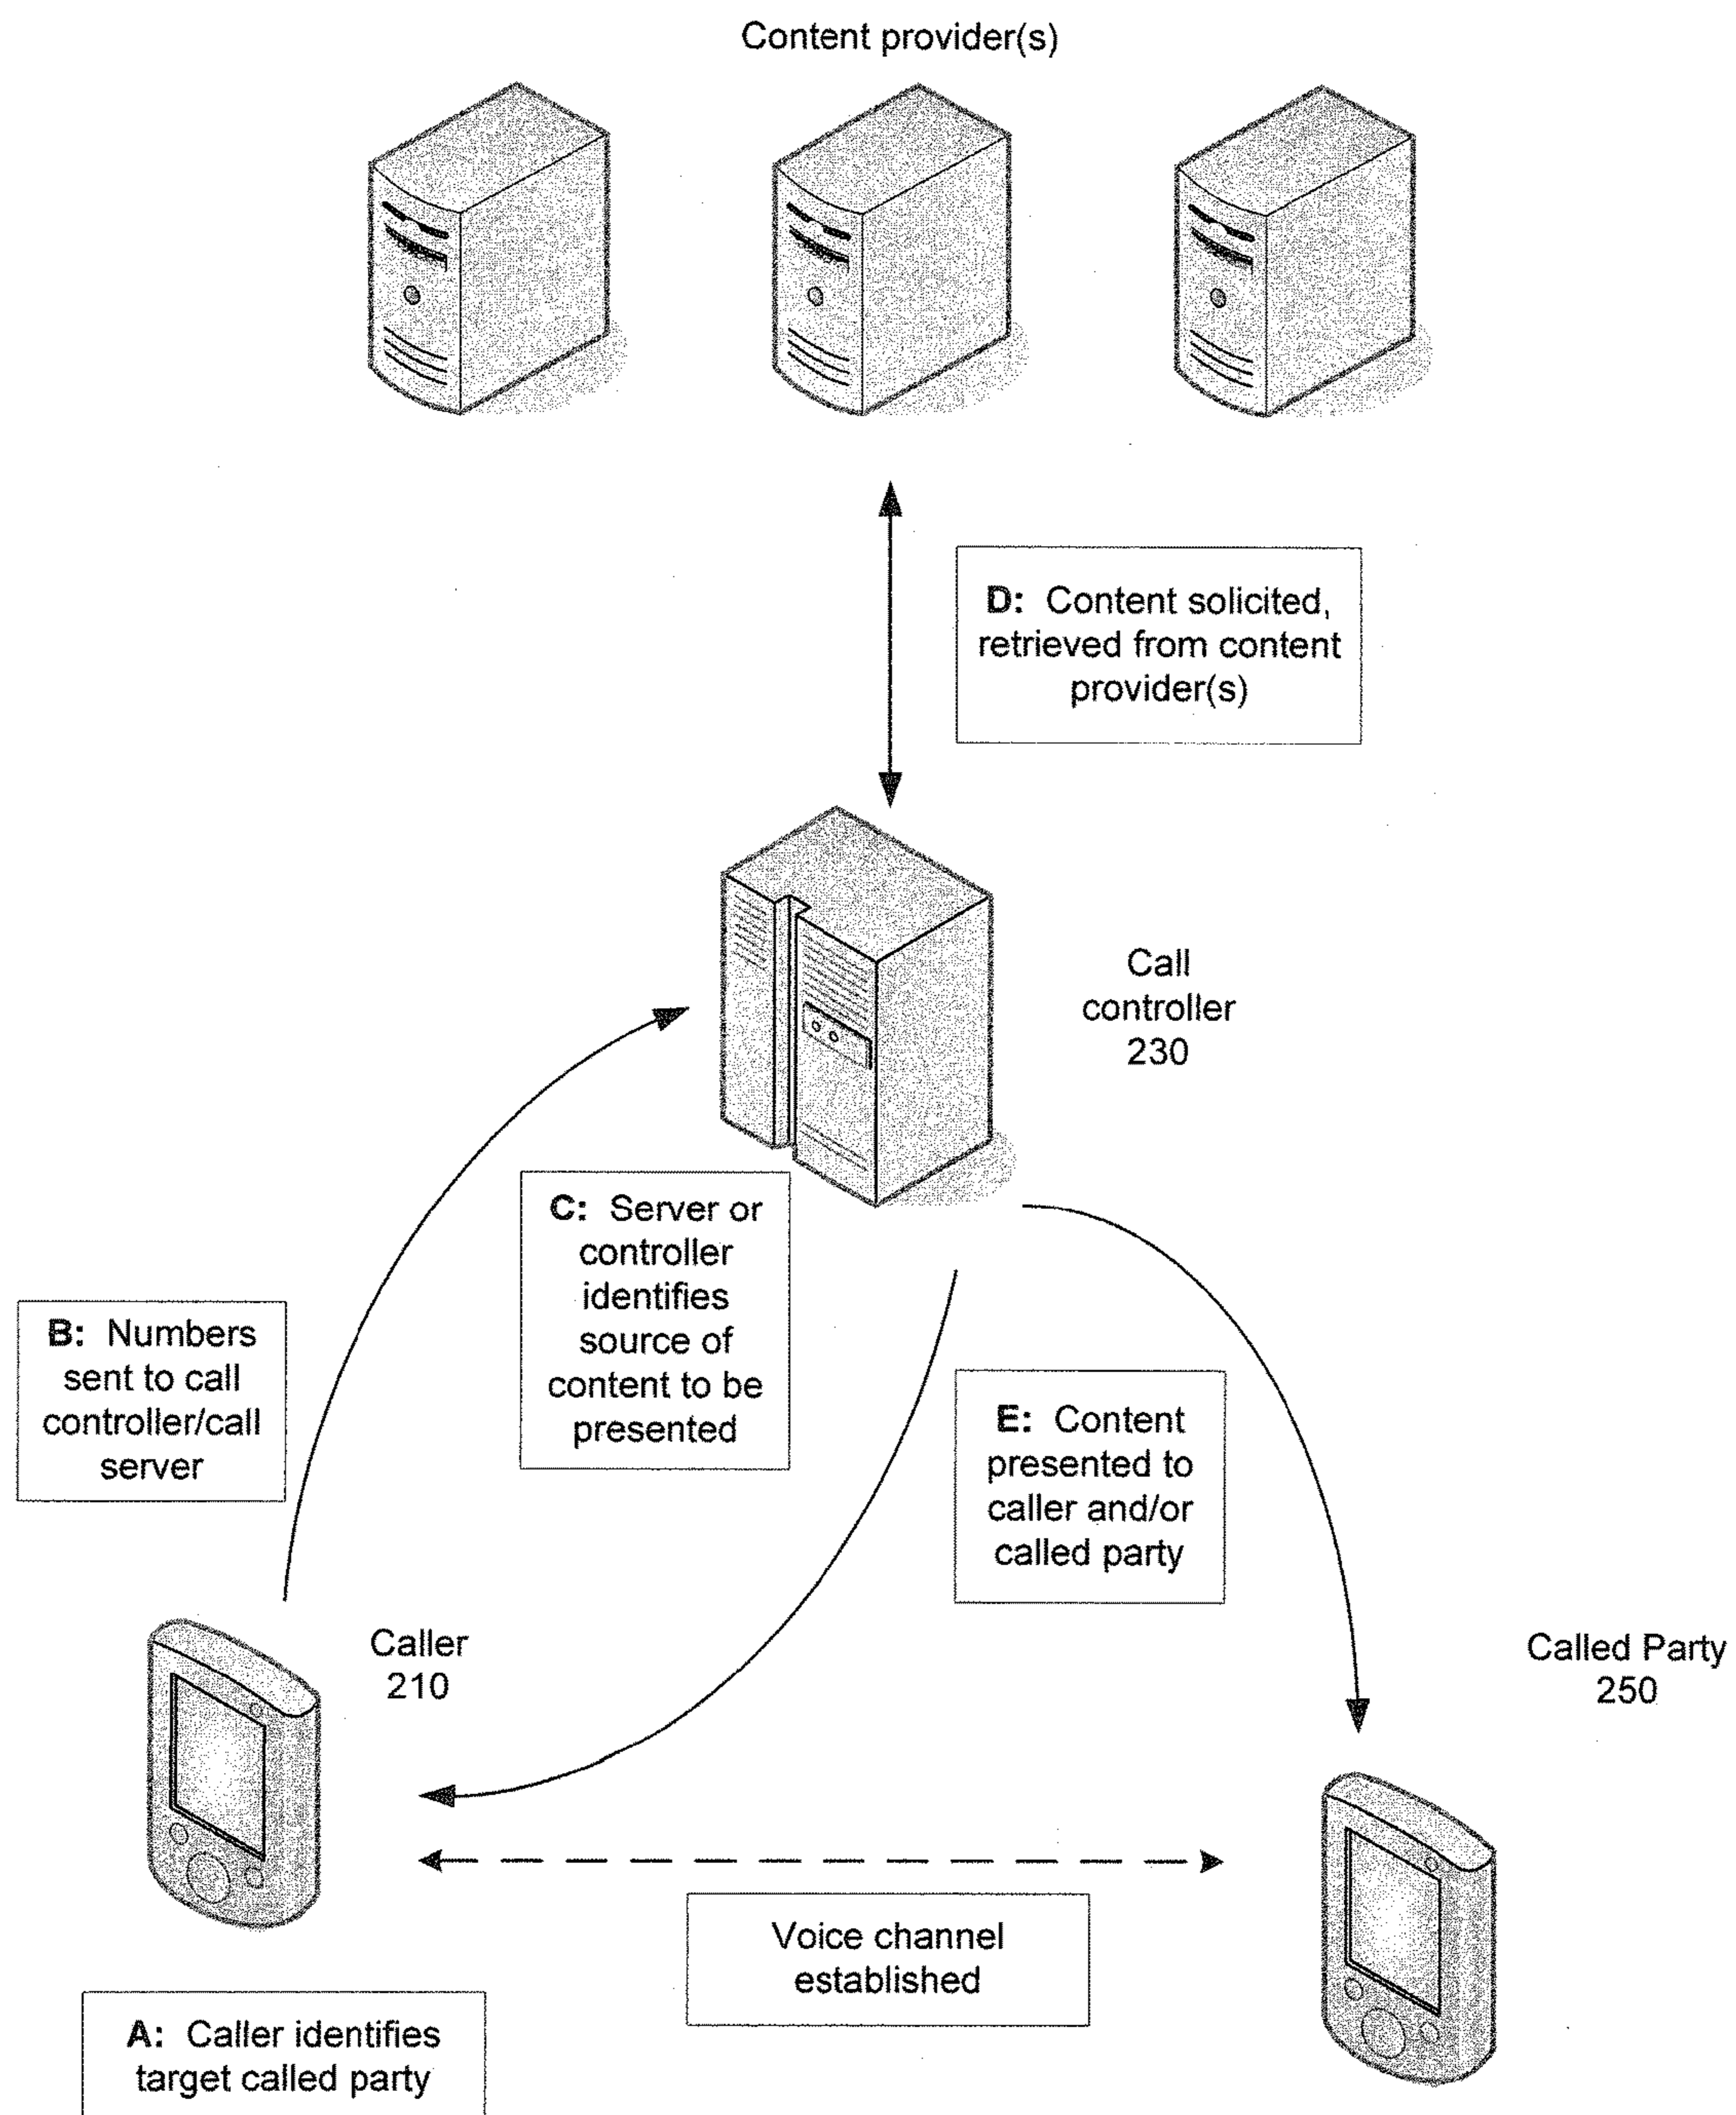 Content provider(s)
D: Content solicited,
retrieved from content
provider(s)
Call
controller
230
C: Server or
controller
identifies
source of
content to be
presented
B: Numbers
sent to call
controller/call
server
E: Content
presented to
caller and/or
called party
Caller
210
Called Party
250
Voice channel
established
A: Caller identifies
target called party